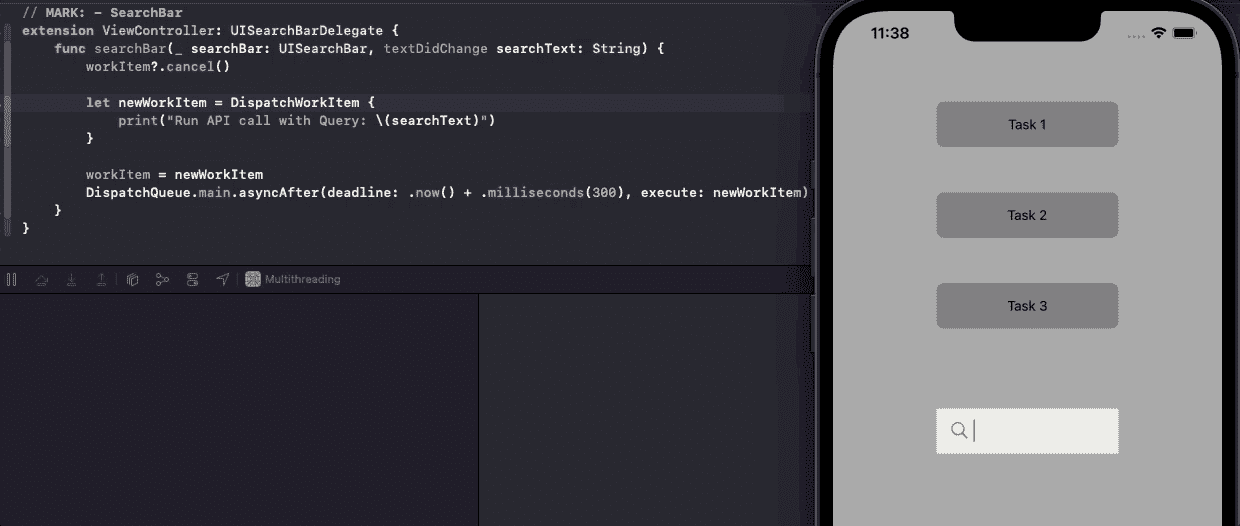 // MARK: - SearchBar
extension ViewController: UISearchBarDelegate {
    func searchBar(_ searchBar: UISearchBar, textDidChange searchText: String) {
        workItem?.cancel()
        let newWorkItem = DispatchWorkItem {
            print("Run API call with Query: \(searchText)")
        }
        workItem = newWorkItem
        DispatchQueue.main.asyncAfter(deadline: .now() + .milliseconds(300), execute: newWorkItem)
    }
}
Multithreading
11:38
Task 1
Task 2
Task 3